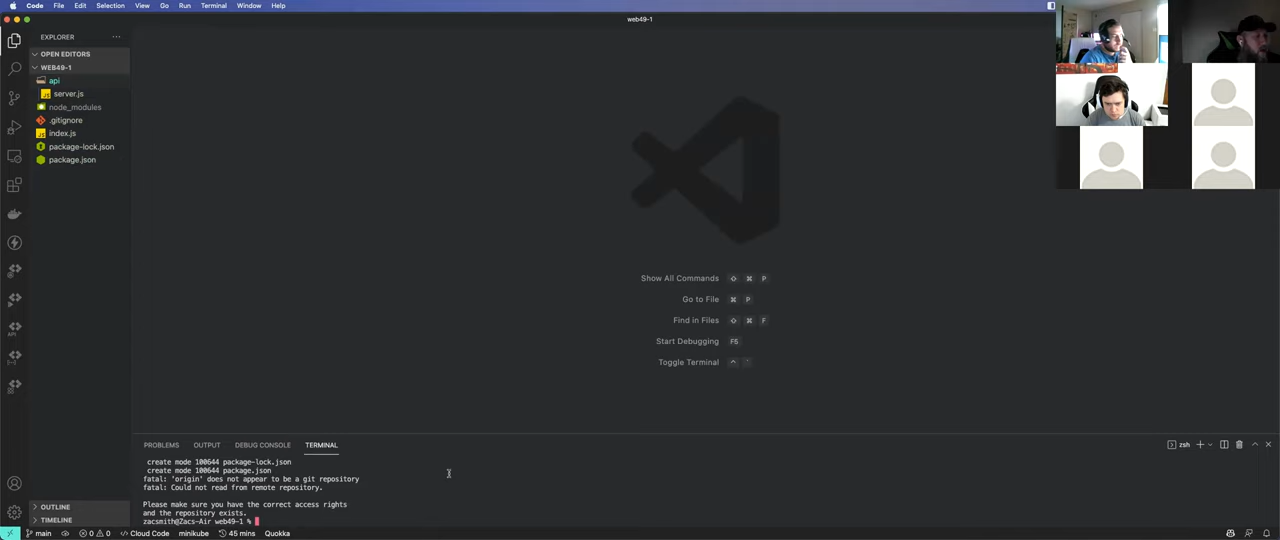 Code File Edit Selection View Go Run Terminal Window Help
web49-1
EXPLORER
OPEN EDITORS
WEB49-1
api
JS server.js
node_modules
.gitignore
JS index.js
package-lock.json
package.json
Show All Commands ⇧ ⌘ P
Go to File ⌘ P
Find in Files ⇧ ⌘ F
Start Debugging F5
Toggle Terminal ^ `
PROBLEMS OUTPUT DEBUG CONSOLE TERMINAL
zsh
create mode 100644 package-lock.json
create mode 100644 package.json
fatal: 'origin' does not appear to be a git repository
fatal: Could not read from remote repository.
Please make sure you have the correct access rights
and the repository exists.
zacsmith@Zacs-Air web49-1 %
OUTLINE
TIMELINE
main 0 0 Cloud Code minikube 45 mins Quokka